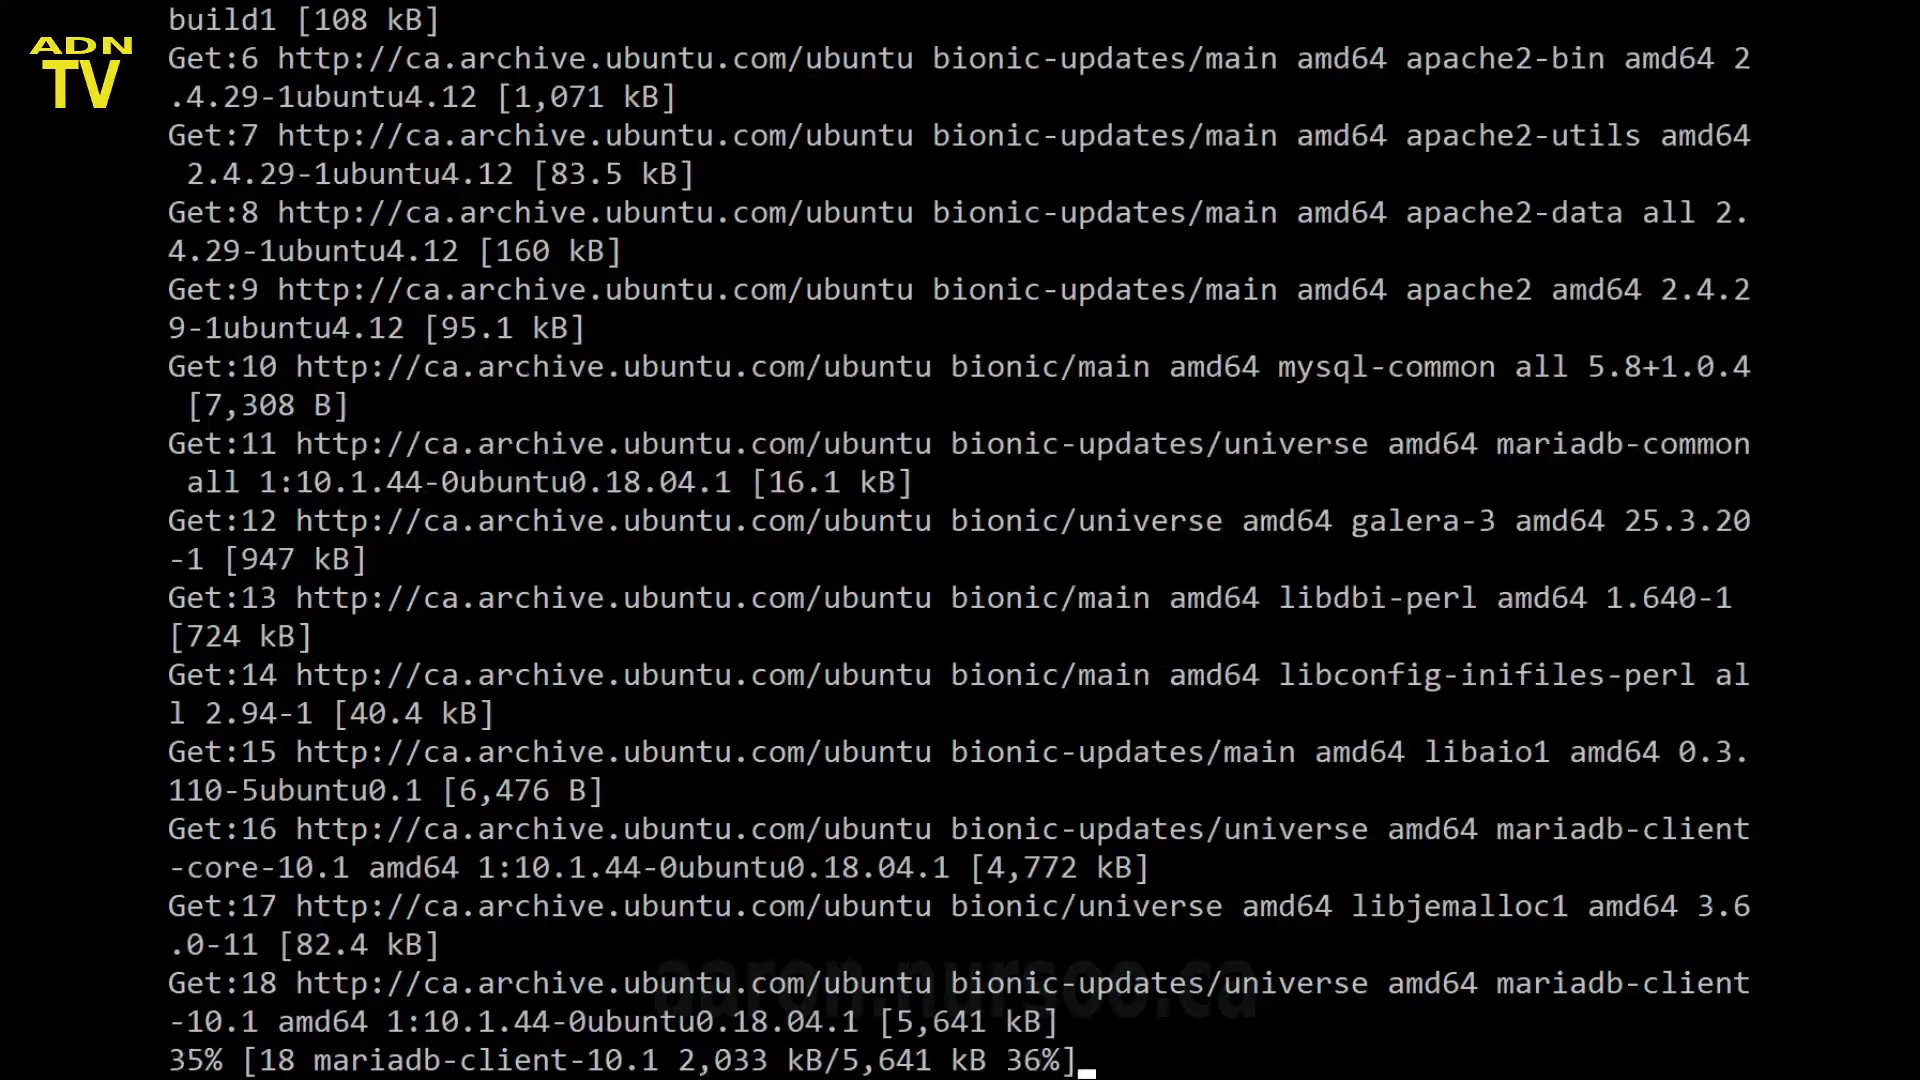 ADN
TV
build1 [108 kB]
Get:6 http://ca.archive.ubuntu.com/ubuntu bionic-updates/main amd64 apache2-bin amd64 2
.4.29-1ubuntu4.12 [1,071 kB]
Get:7 http://ca.archive.ubuntu.com/ubuntu bionic-updates/main amd64 apache2-utils amd64
 2.4.29-1ubuntu4.12 [83.5 kB]
Get:8 http://ca.archive.ubuntu.com/ubuntu bionic-updates/main amd64 apache2-data all 2.
4.29-1ubuntu4.12 [160 kB]
Get:9 http://ca.archive.ubuntu.com/ubuntu bionic-updates/main amd64 apache2 amd64 2.4.2
9-1ubuntu4.12 [95.1 kB]
Get:10 http://ca.archive.ubuntu.com/ubuntu bionic/main amd64 mysql-common all 5.8+1.0.4
 [7,308 B]
Get:11 http://ca.archive.ubuntu.com/ubuntu bionic-updates/universe amd64 mariadb-common
 all 1:10.1.44-0ubuntu0.18.04.1 [16.1 kB]
Get:12 http://ca.archive.ubuntu.com/ubuntu bionic/universe amd64 galera-3 amd64 25.3.20
-1 [947 kB]
Get:13 http://ca.archive.ubuntu.com/ubuntu bionic/main amd64 libdbi-perl amd64 1.640-1
[724 kB]
Get:14 http://ca.archive.ubuntu.com/ubuntu bionic/main amd64 libconfig-inifiles-perl al
l 2.94-1 [40.4 kB]
Get:15 http://ca.archive.ubuntu.com/ubuntu bionic-updates/main amd64 libaio1 amd64 0.3.
110-5ubuntu0.1 [6,476 B]
Get:16 http://ca.archive.ubuntu.com/ubuntu bionic-updates/universe amd64 mariadb-client
-core-10.1 amd64 1:10.1.44-0ubuntu0.18.04.1 [4,772 kB]
Get:17 http://ca.archive.ubuntu.com/ubuntu bionic/universe amd64 libjemalloc1 amd64 3.6
.0-11 [82.4 kB]
Get:18 http://ca.archive.ubuntu.com/ubuntu bionic-updates/universe amd64 mariadb-client
-10.1 amd64 1:10.1.44-0ubuntu0.18.04.1 [5,641 kB]
35% [18 mariadb-client-10.1 2,033 kB/5,641 kB 36%]
aaron.nursoo.ca